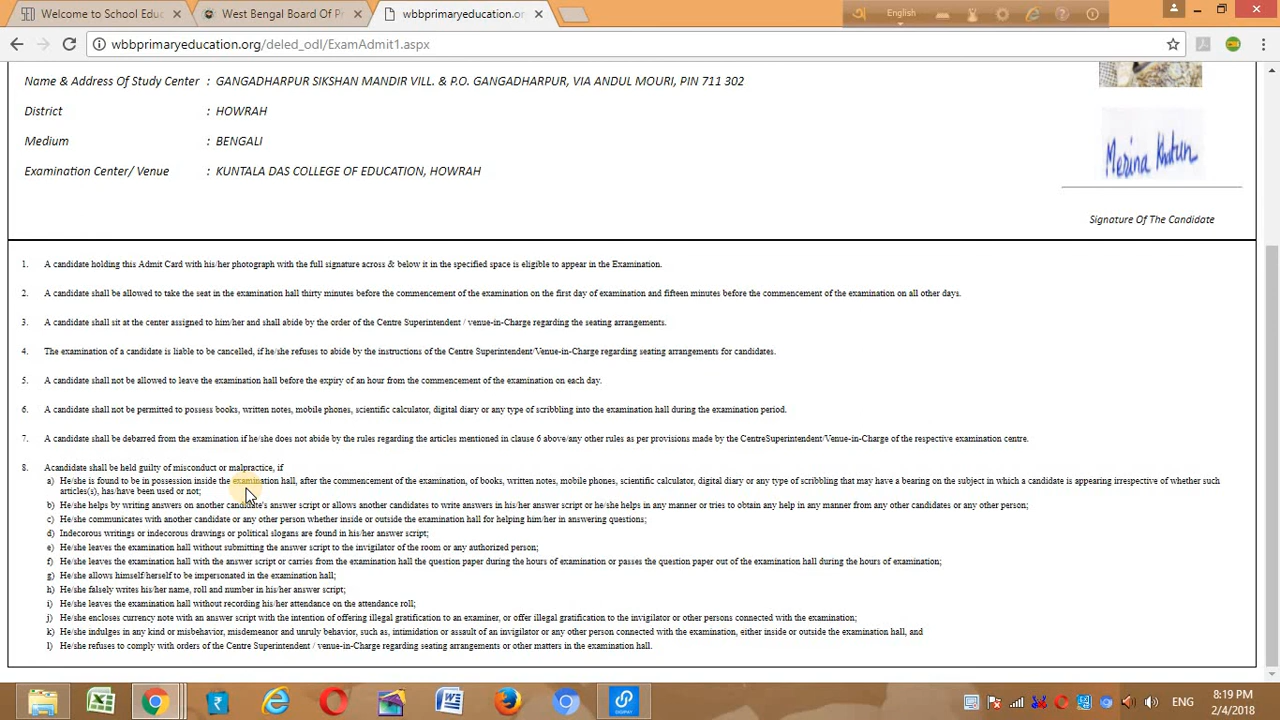 Welcome to School Educ
West Bengal Board Of Pr
wbbprimaryeducation.or
English
wbbprimaryeducation.org/deled_odl/ExamAdmit1.aspx
Name & Address Of Study Center : GANGADHARPUR SIKSHAN MANDIR VILL. & P.O. GANGADHARPUR, VIA ANDUL MOURI, PIN 711 302
District : HOWRAH
Medium : BENGALI
Examination Center/ Venue : KUNTALA DAS COLLEGE OF EDUCATION, HOWRAH
Mesina Khatun
Signature Of The Candidate
1. A candidate holding this Admit Card with his/her photograph with the full signature across & below it in the specified space is eligible to appear in the Examination.
2. A candidate shall be allowed to take the seat in the examination hall thirty minutes before the commencement of the examination on the first day of examination and fifteen minutes before the commencement of the examination on all other days.
3. A candidate shall sit at the center assigned to him/her and shall abide by the order of the Centre Superintendent / venue-in-Charge regarding the seating arrangements.
4. The examination of a candidate is liable to be cancelled, if he/she refuses to abide by the instructions of the Centre Superintendent/Venue-in-Charge regarding seating arrangements for candidates.
5. A candidate shall not be allowed to leave the examination hall before the expiry of an hour from the commencement of the examination on each day.
6. A candidate shall not be permitted to possess books, written notes, mobile phones, scientific calculator, digital diary or any type of scribbling into the examination hall during the examination period.
7. A candidate shall be debarred from the examination if he/she does not abide by the rules regarding the articles mentioned in clause 6 above/any other rules as per provisions made by the CentreSuperintendent/Venue-in-Charge of the respective examination centre.
8. Acandidate shall be held guilty of misconduct or malpractice, if
a) He/she is found to be in possession inside the examination hall, after the commencement of the examination, of books, written notes, mobile phones, scientific calculator, digital diary or any type of scribbling that may have a bearing on the subject in which a candidate is appearing irrespective of whether such
articles(s), has/have been used or not;
b) He/she helps by writing answers on another candidate's answer script or allows another candidates to write answers in his/her answer script or he/she helps in any manner or tries to obtain any help in any manner from any other candidates or any other person;
c) He/she communicates with another candidate or any other person whether inside or outside the examination hall for helping him/her in answering questions;
d) Indecorous writings or indecorous drawings or political slogans are found in his/her answer script;
e) He/she leaves the examination hall without submitting the answer script to the invigilator of the room or any authorized person;
f) He/she leaves the examination hall with the answer script or carries from the examination hall the question paper during the hours of examination or passes the question paper out of the examination hall during the hours of examination;
g) He/she allows himself/herself to be impersonated in the examination hall;
h) He/she falsely writes his/her name, roll and number in his/her answer script;
i) He/she leaves the examination hall without recording his/her attendance on the attendance roll;
j) He/she encloses currency note with an answer script with the intention of offering illegal gratification to an examiner, or offer illegal gratification to the invigilator or other persons connected with the examination;
k) He/she indulges in any kind or misbehavior, misdemeanor and unruly behavior, such as, intimidation or assault of an invigilator or any other person connected with the examination, either inside or outside the examination hall, and
l) He/she refuses to comply with orders of the Centre Superintendent / venue-in-Charge regarding seating arrangements or other matters in the examination hall.
ENG
8:19 PM
2/4/2018